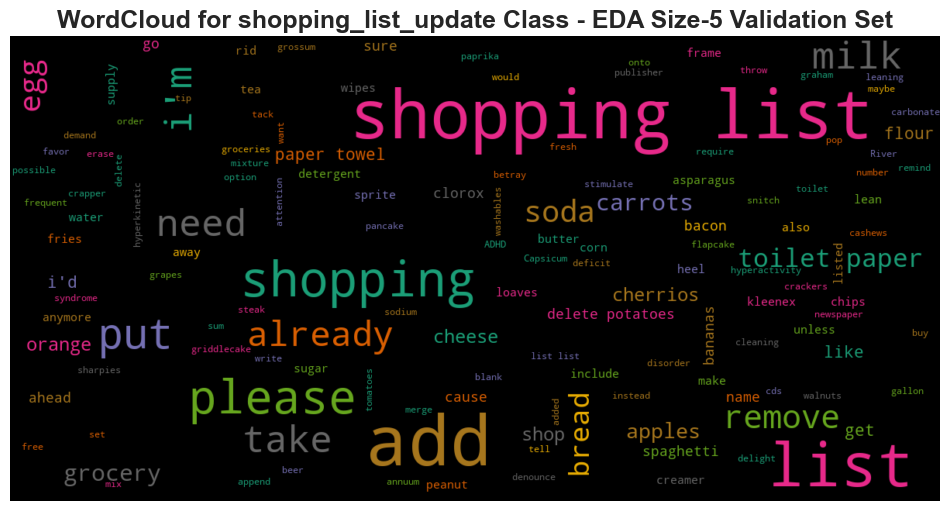 WordCloud for shopping_list_update Class - EDA Size-5 Validation Set
go rid grossum sure paprika onto frame milk
egg supply i'm tip tea wipes would publisher throw graham leaning maybe
shopping list
order tack want carbonate
demand favor erase groceries paper towel fresh require pop River flour
possible delete mixture option detergent betray stimulate asparagus number remind
crapper hyperkinetic attention sprite clorox washables carrots snitch toilet lean
frequent water need pancake soda bacon also
fries away ADHD butter corn flapcake listed cashews
i'd grapes shopping Capsicum deficit heel toilet paper hyperactivity
syndrome loaves cherrios crackers
anymore steak sodium delete potatoes kleenex chips newspaper
orange put sum already cheese bananas unless cleaning buy
sharpies griddlecake write list list disorder like
sugar tomatoes blank include make
ahead please merge cause added instead name cds walnuts gallon
free set take add shop bread apples remove get
tell spaghetti delight list
grocery mix beer append annuum peanut denounce creamer